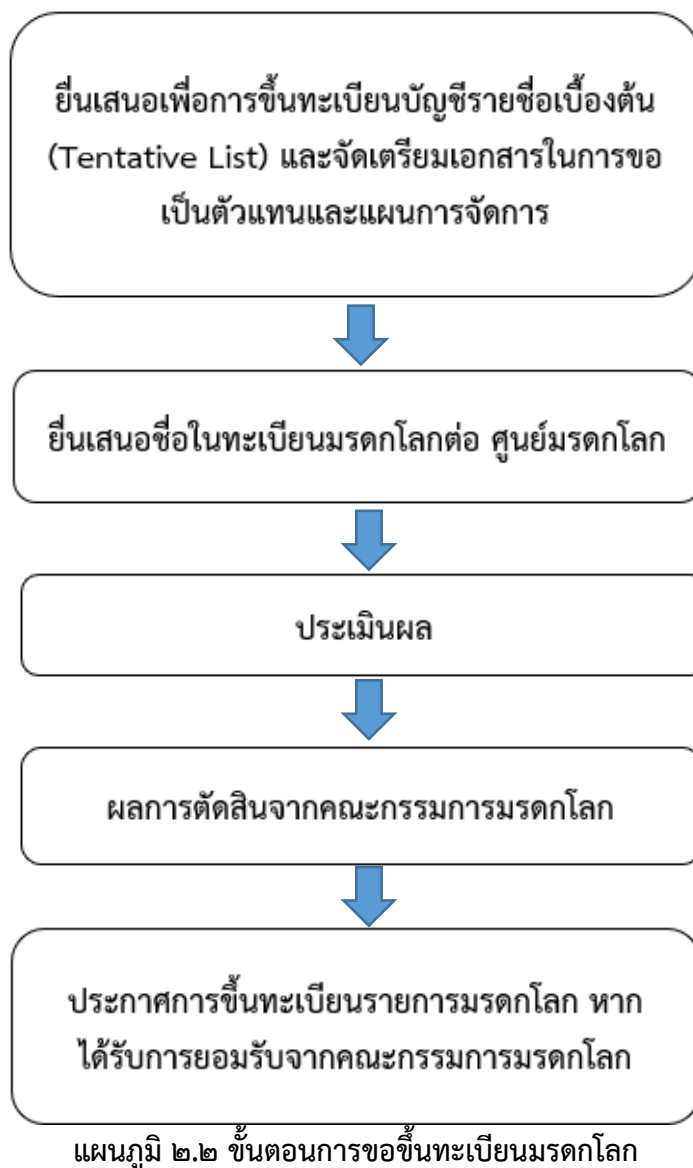 ยื่นเสนอเพื่อการขึ้นทะเบียนบัญชีรายชื่อเบื้องต้น
(Tentative List) และจัดเตรียมเอกสารในการขอ
เป็นตัวแทนและแผนการจัดการ
ยื่นเสนอชื่อในทะเบียนมรดกโลกต่อ ศูนย์มรดกโลก
ประเมินผล
ผลการตัดสินจากคณะกรรมการมรดกโลก
ประกาศการขึ้นทะเบียนรายการมรดกโลก หาก
ได้รับการยอมรับจากคณะกรรมการมรดกโลก
แผนภูมิ ๒.๒ ขั้นตอนการขอขึ้นทะเบียนมรดกโลก